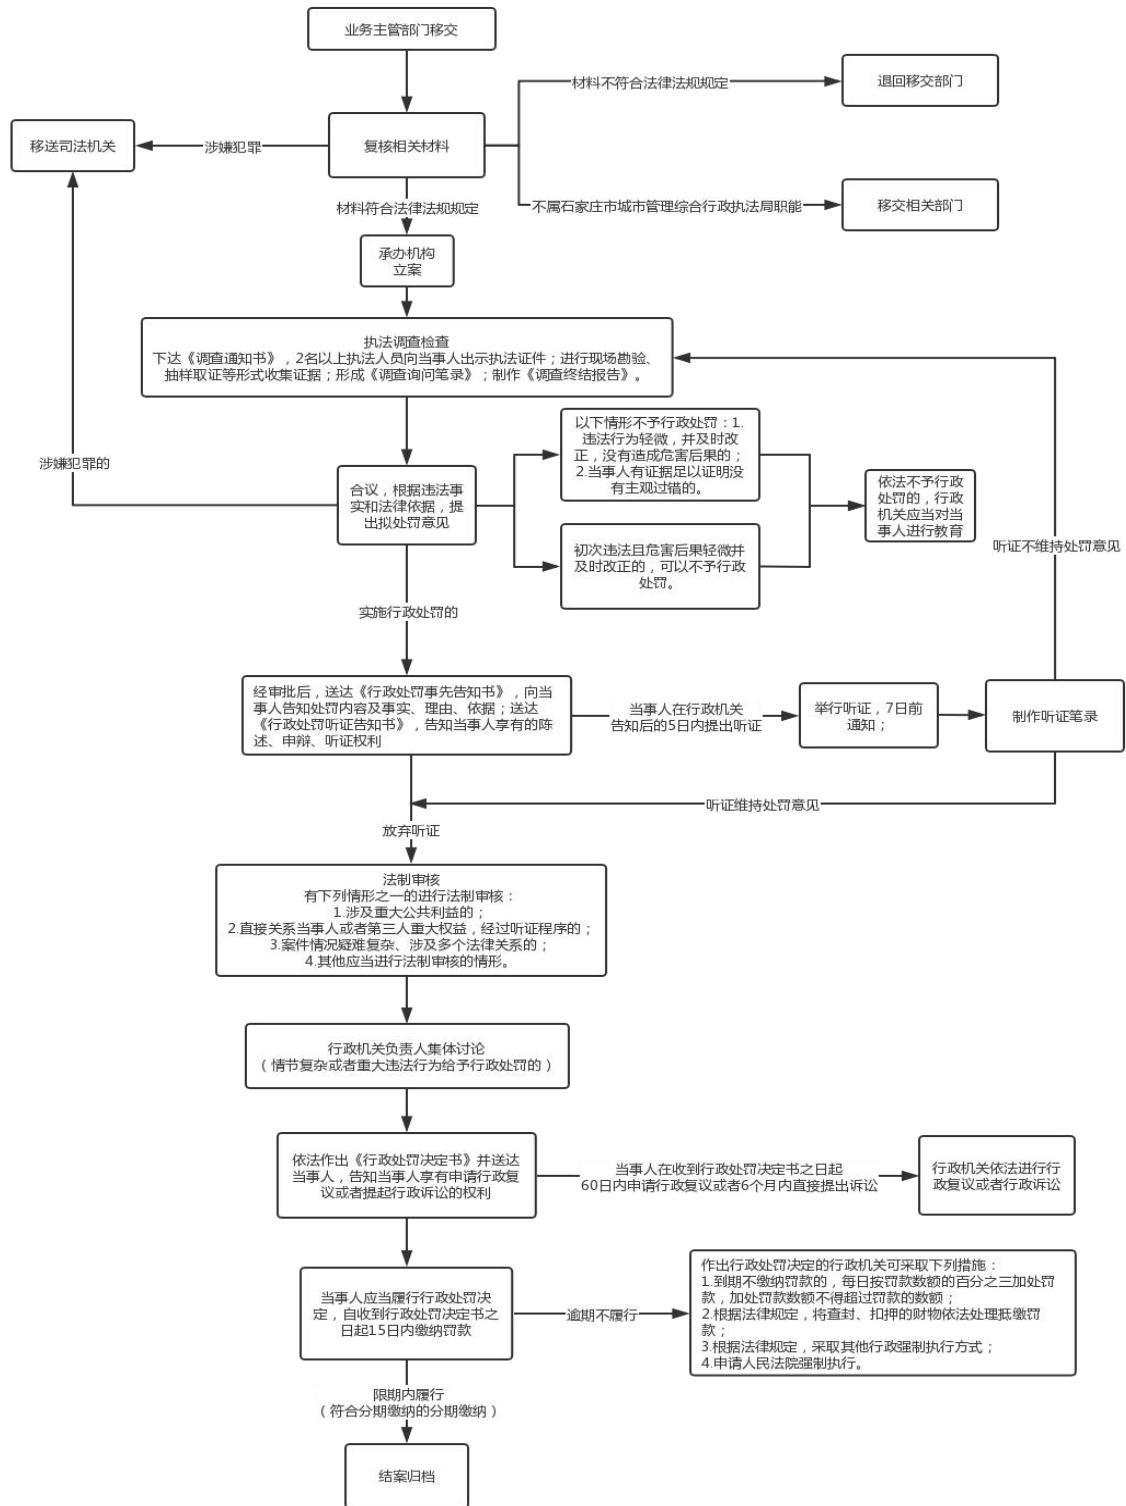 业务主管部门移交
材料不符合法律法规规定
退回移交部门
移送司法机关
涉嫌犯罪
复核相关材料
不属石家庄市城市管理综合行政执法局职能
移交相关部门
材料符合法律法规规定
承办机构
立案
执法调查检查
下达《调查通知书》，2名以上执法人员向当事人出示执法证件；进行现场勘验、
抽样取证等形式收集证据；形成《调查询问笔录》；制作《调查终结报告》。
涉嫌犯罪的
合议，根据违法事
实和法律依据，提
出拟处罚意见
以下情形不予行政处罚：1.
违法行为轻微，并及时改
正，没有造成危害后果的；
2.当事人有证据足以证明没
有主观过错的。
初次违法且危害后果轻微并
及时改正的，可以不予行政
处罚。
依法不予行政
处罚的，行政
机关应当对当
事人进行教育
听证不维持处罚意见
实施行政处罚的
经审批后，送达《行政处罚事先告知书》，向当
事人告知处罚内容及事实、理由、依据；送达
《行政处罚听证告知书》，告知当事人享有的陈
述、申辩、听证权利
当事人在行政机关
告知后的5日内提出听证
举行听证，7日前
通知；
制作听证笔录
听证维持处罚意见
放弃听证
法制审核
有下列情形之一的进行法制审核：
1.涉及重大公共利益的；
2.直接关系当事人或者第三人重大权益，经过听证程序的；
3.案件情况疑难复杂、涉及多个法律关系的；
4.其他应当进行法制审核的情形。
行政机关负责人集体讨论
（情节复杂或者重大违法行为给予行政处罚的）
依法作出《行政处罚决定书》并送达
当事人，告知当事人享有申请行政复
议或者提起行政诉讼的权利
当事人在收到行政处罚决定书之日起
60日内申请行政复议或者6个月内直接提出诉讼
行政机关依法进行行
政复议或者行政诉讼
当事人应当履行行政处罚决
定，自收到行政处罚决定书之
日起15日内缴纳罚款
逾期不履行
作出行政处罚决定的行政机关可采取下列措施：
1.到期不缴纳罚款的，每日按罚款数额的百分之三加处罚
款，加处罚款数额不得超过罚款的数额；
2.根据法律规定，将查封、扣押的财物依法处理抵缴罚
款；
3.根据法律规定，采取其他行政强制执行方式；
4.申请人民法院强制执行。
限期内履行
（符合分期缴纳的分期缴纳）
结案归档